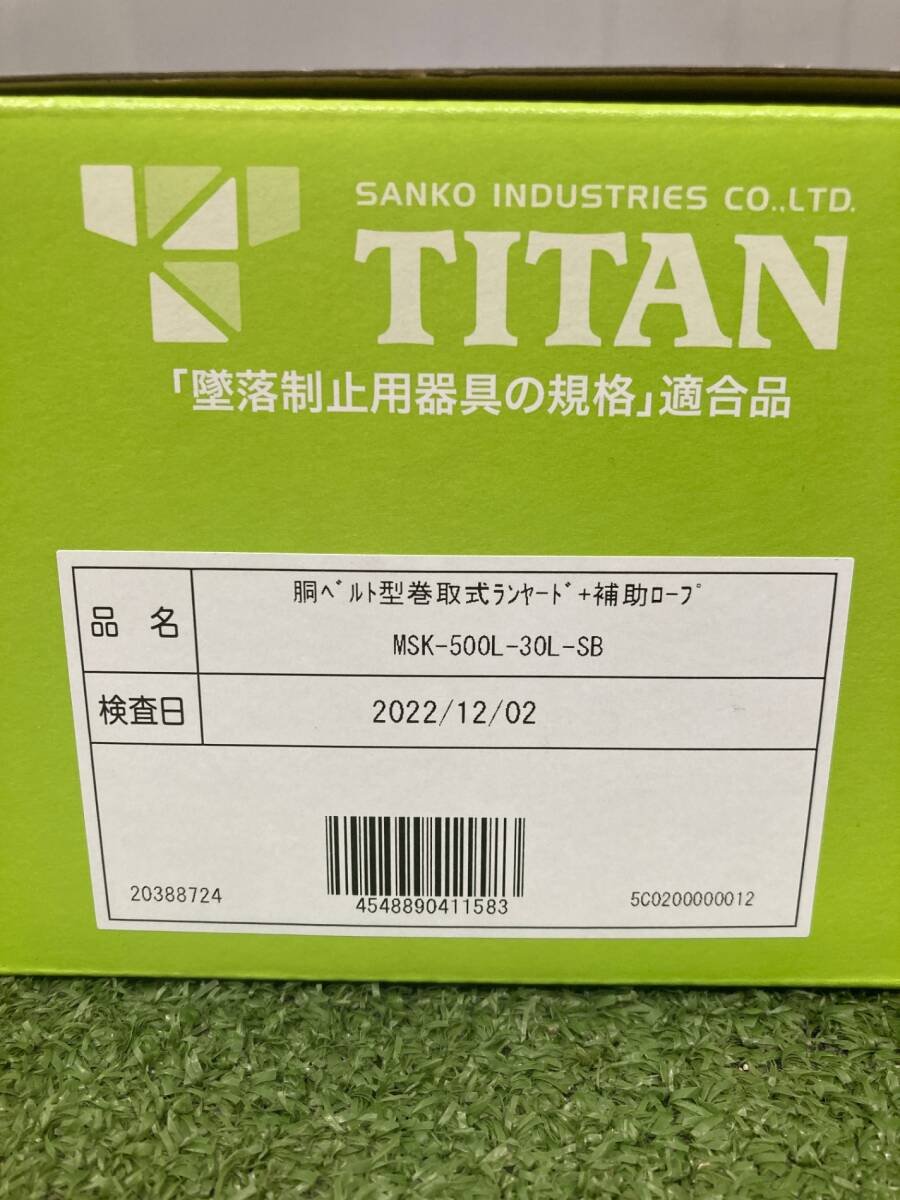 SANKO INDUSTRIES CO.,LTD.
TITAN
「墜落制止用器具の規格」適合品
品 名
胴ﾍﾞﾙﾄ型巻取式ﾗﾝﾔｰﾄﾞ+補助ﾛｰﾌﾟ
MSK-500L-30L-SB
検査日
2022/12/02
20388724
4548890411583
5C0200000012